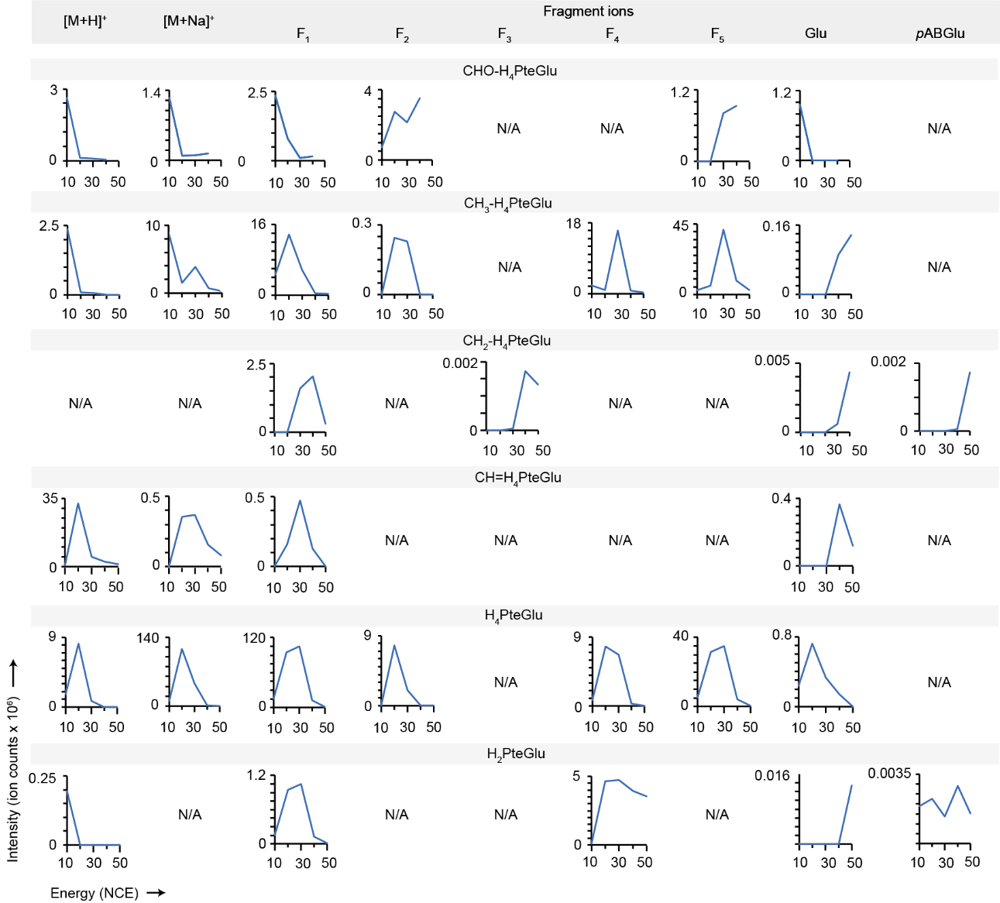 Fragment ions
[M+H]⁺ [M+Na]⁺ F₁ F₂ F₃ F₄ F₅ Glu pABGlu
CHO-H₄PteGlu
3 1.4 2.5 4 1.2 1.2
N/A N/A N/A
0 0 0 0 0 0
10 30 50 10 30 50 10 30 50 10 30 50 10 30 50 10 30 50
CH₃-H₄PteGlu
2.5 10 16 0.3 18 45 0.16
N/A N/A
0 0 0 0 0 0 0
10 30 50 10 30 50 10 30 50 10 30 50 10 30 50 10 30 50 10 30 50
CH₂-H₄PteGlu
2.5 0.002 0.005 0.002
N/A N/A N/A N/A N/A
0 0 0 0
10 30 50 10 30 50 10 30 50 10 30 50
CH=H₄PteGlu
35 0.5 0.5 0.4
N/A N/A N/A N/A N/A
0 0 0 0
10 30 50 10 30 50 10 30 50 10 30 50
H₄PteGlu
9 140 120 9 9 40 0.8
N/A N/A
0 0 0 0 0 0 0
10 30 50 10 30 50 10 30 50 10 30 50 10 30 50 10 30 50 10 30 50
H₂PteGlu
0.25 1.2 5 0.016 0.0035
N/A N/A N/A N/A
0 0 0
10 30 50 10 30 50 10 30 50 10 30 50 10 30 50
Intensity (ion counts x 10⁶) →
Energy (NCE) →